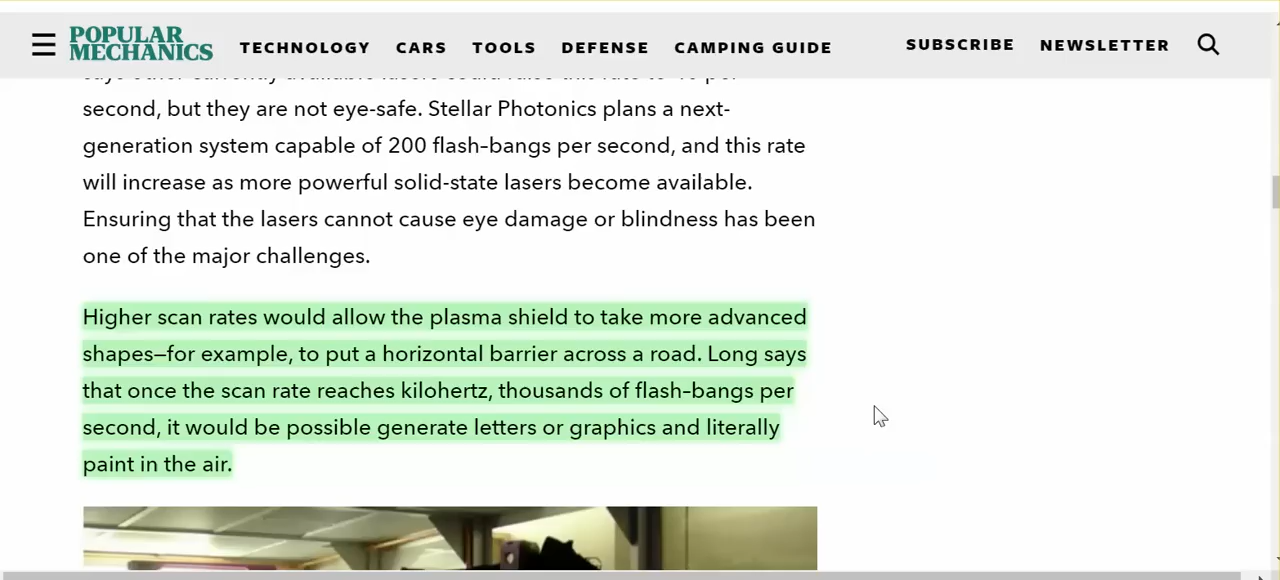 POPULAR
MECHANICS
TECHNOLOGY CARS TOOLS DEFENSE CAMPING GUIDE SUBSCRIBE NEWSLETTER
second, but they are not eye-safe. Stellar Photonics plans a next-
generation system capable of 200 flash–bangs per second, and this rate
will increase as more powerful solid-state lasers become available.
Ensuring that the lasers cannot cause eye damage or blindness has been
one of the major challenges.
Higher scan rates would allow the plasma shield to take more advanced
shapes—for example, to put a horizontal barrier across a road. Long says
that once the scan rate reaches kilohertz, thousands of flash–bangs per
second, it would be possible generate letters or graphics and literally
paint in the air.